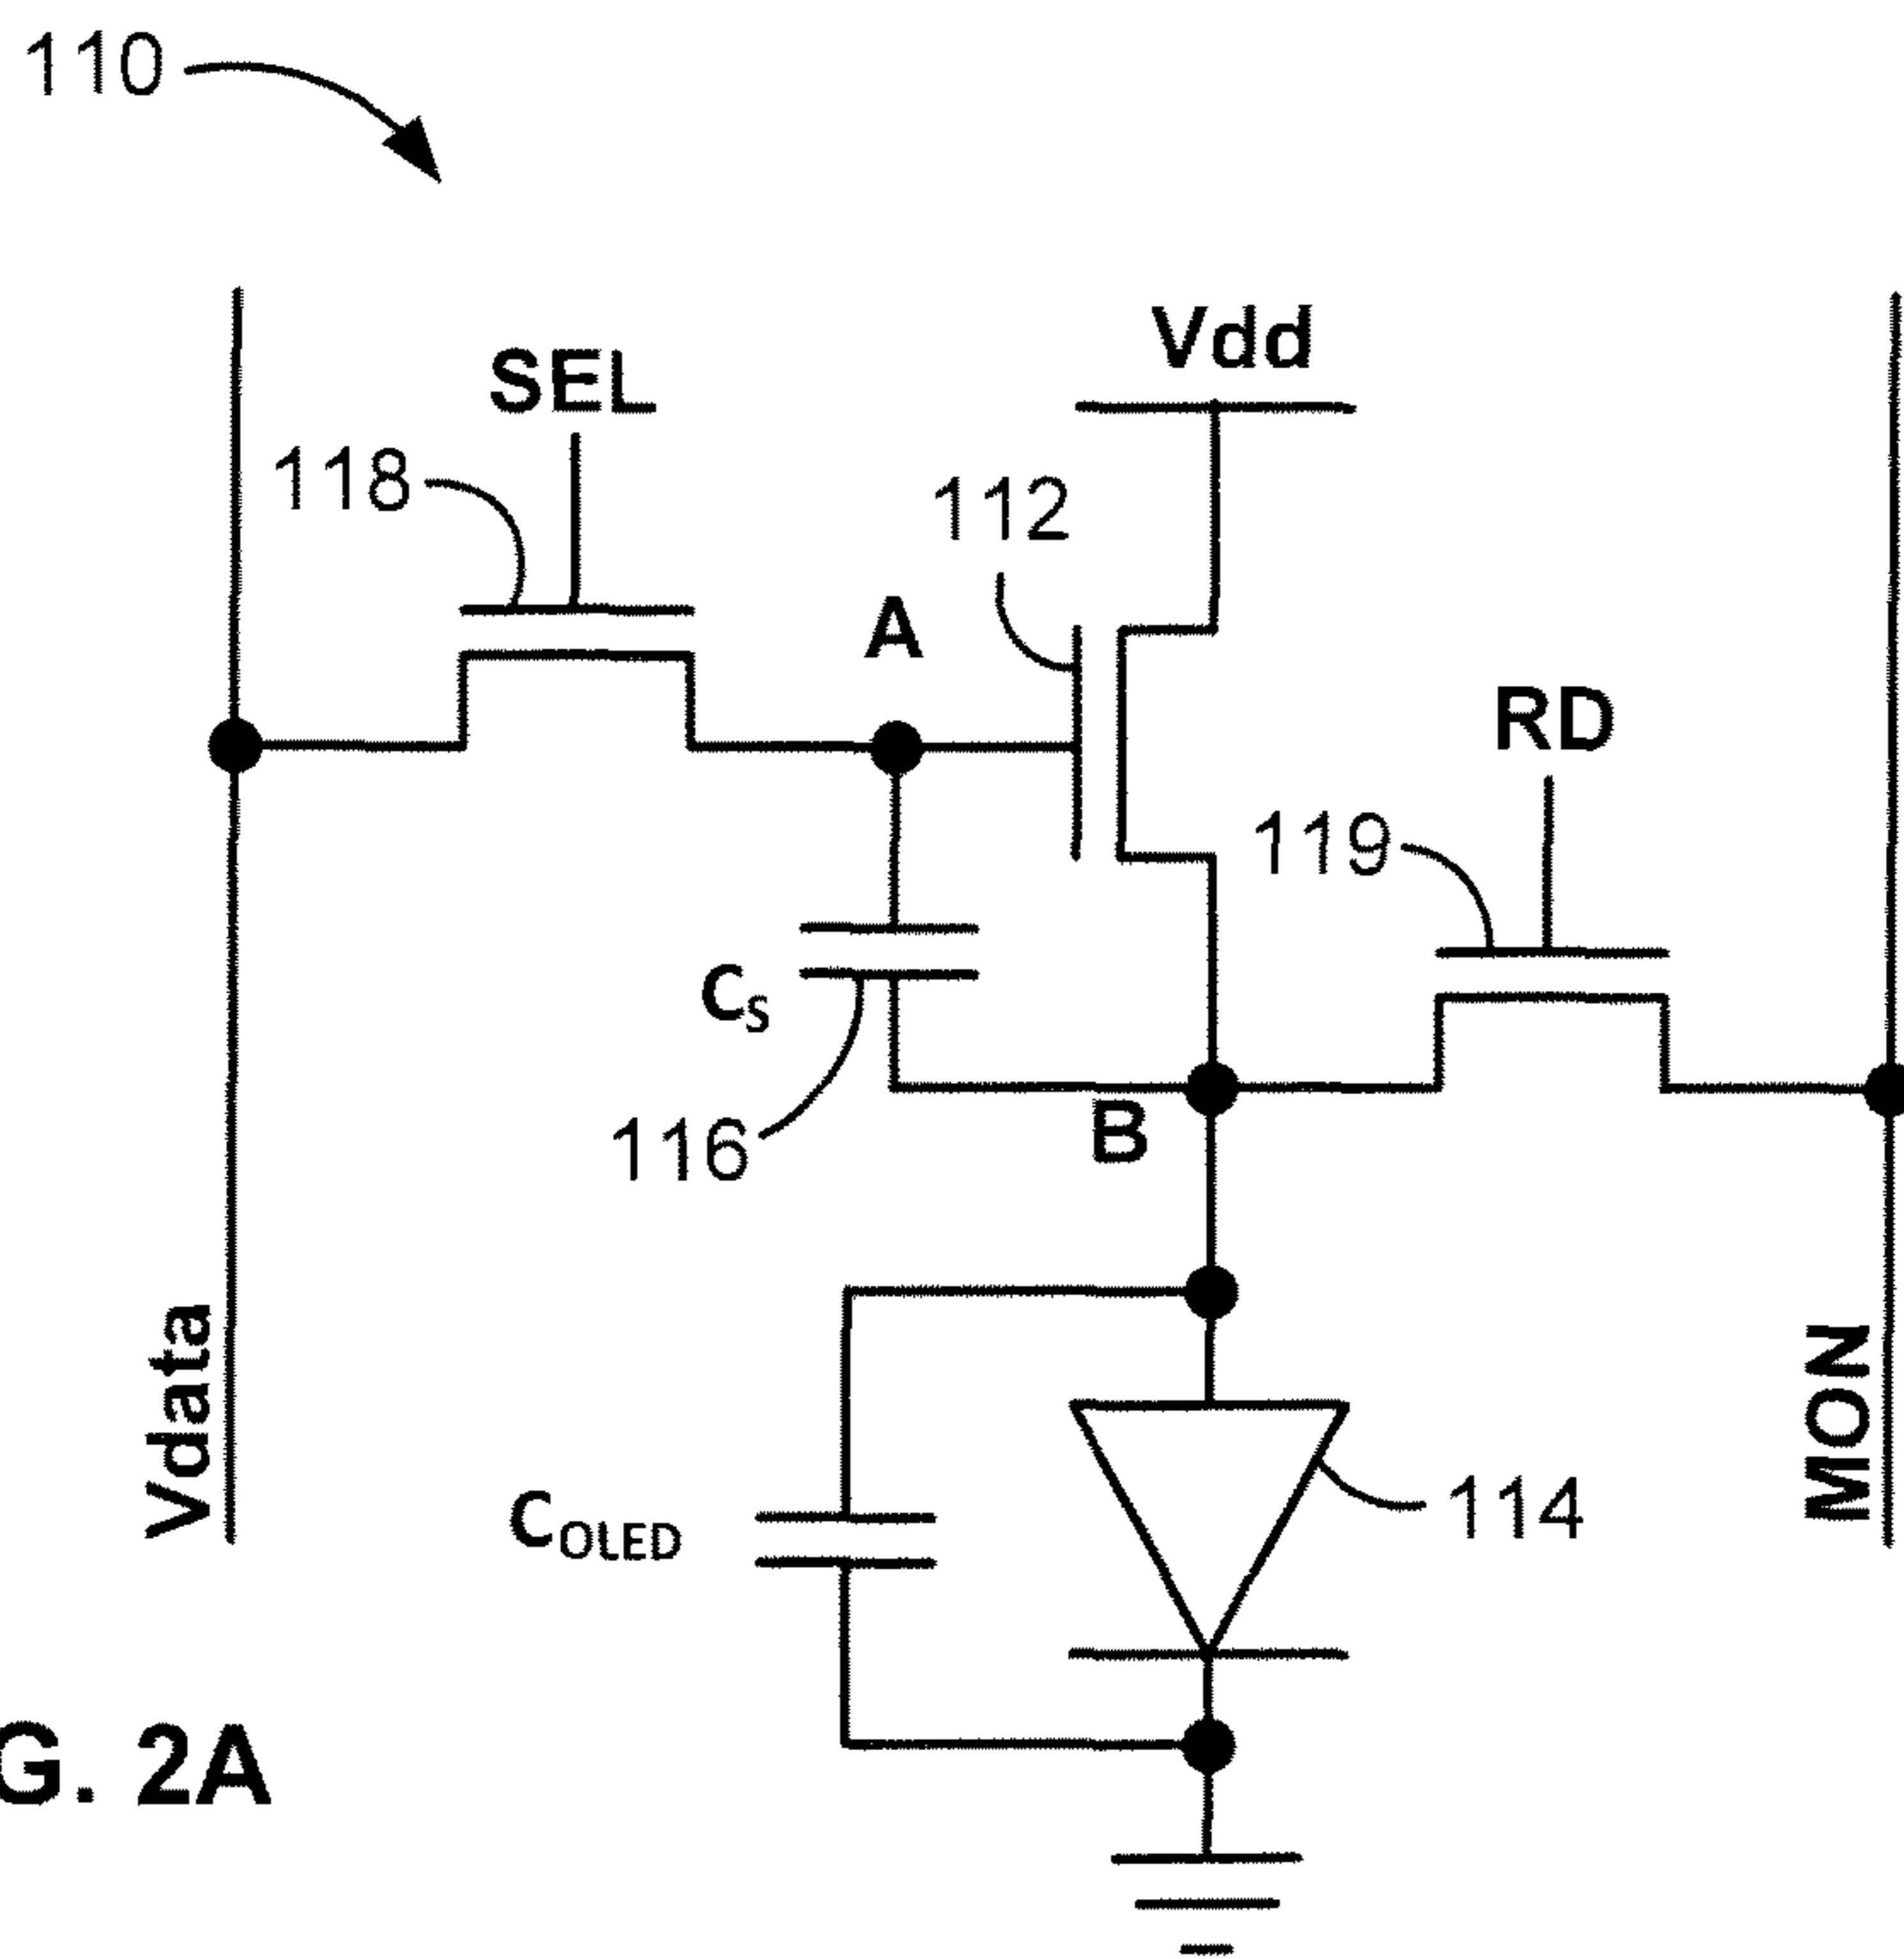 110
SEL
Vdd
118
112
A
RD
119
CS
116
B
Vdata
MON
COLED
114
G. 2A